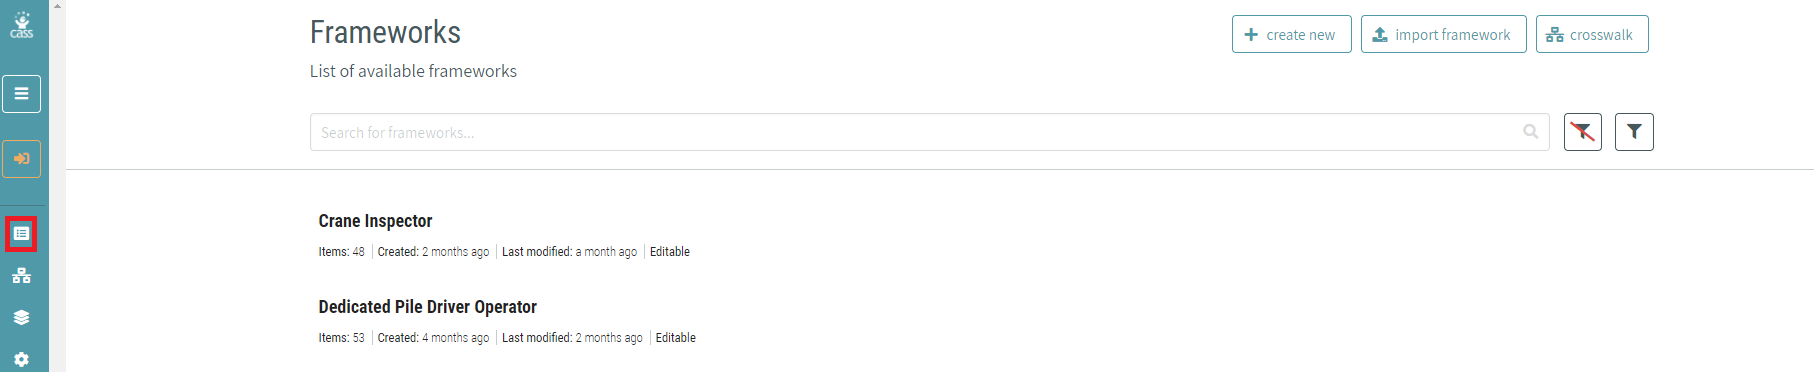 cass
Frameworks
create new
import framework
crosswalk
List of available frameworks
Search for frameworks...
Crane Inspector
Items: 48 Created: 2 months ago Last modified: a month ago Editable
Dedicated Pile Driver Operator
Items: 53 Created: 4 months ago Last modified: 2 months ago Editable